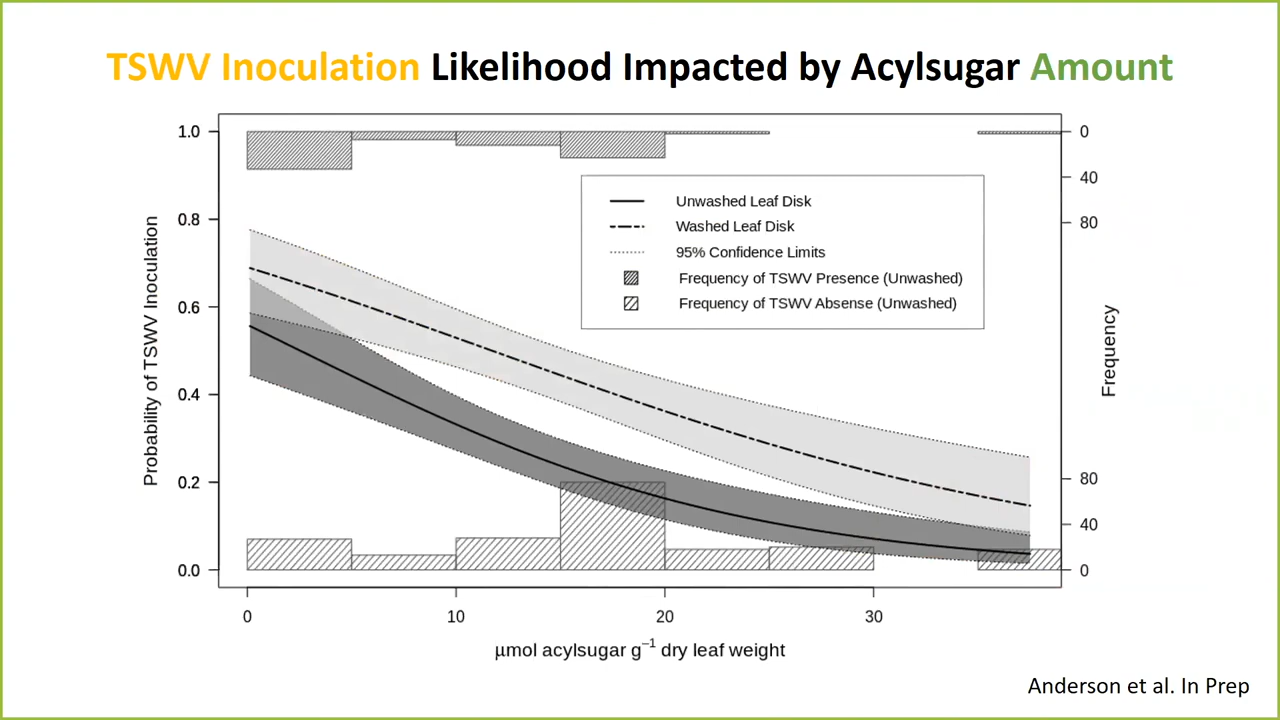 TSWV Inoculation Likelihood Impacted by Acylsugar Amount
1.0
0.8
0.6
0.4
0.2
0.0
Probability of TSWV Inoculation
Unwashed Leaf Disk
Washed Leaf Disk
95% Confidence Limits
Frequency of TSWV Presence (Unwashed)
Frequency of TSWV Absense (Unwashed)
0
40
80
80
40
0
Frequency
0 10 20 30
µmol acylsugar g⁻¹ dry leaf weight
Anderson et al. In Prep